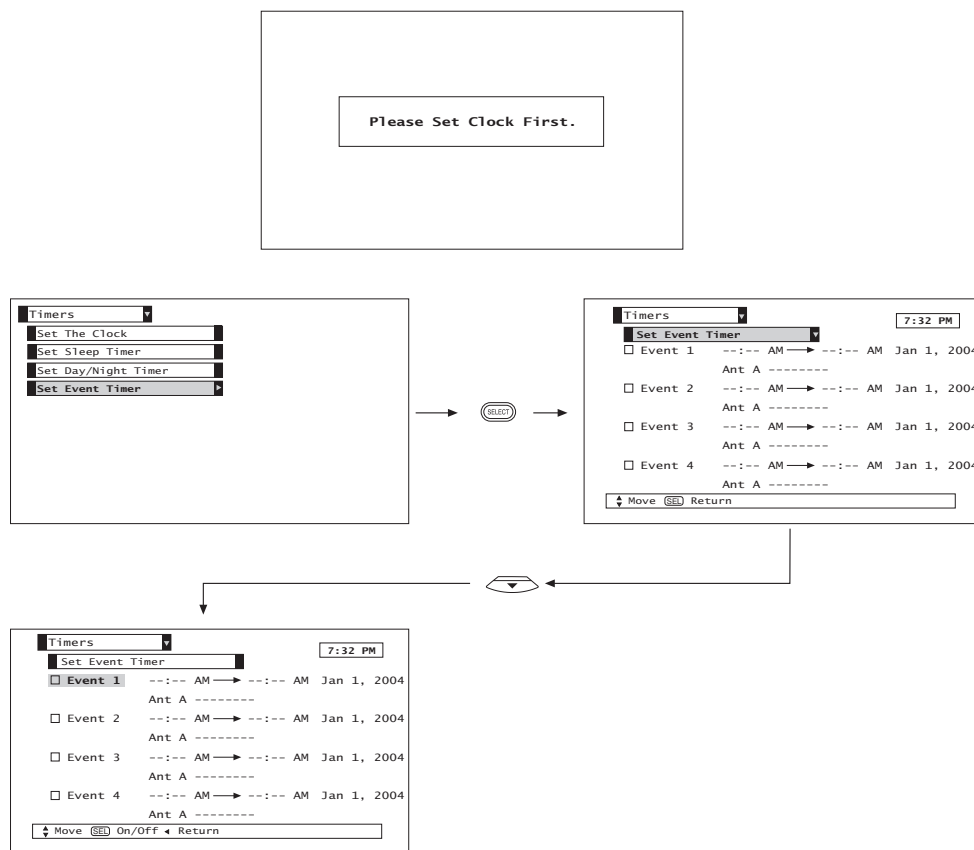 Please Set Clock First.
Timers
Set The Clock
Set Sleep Timer
Set Day/Night Timer
Set Event Timer
SELECT
Timers
7:32 PM
Set Event Timer
Event 1 --:-- AM --:-- AM Jan 1, 2004
Ant A --------
Event 2 --:-- AM --:-- AM Jan 1, 2004
Ant A --------
Event 3 --:-- AM --:-- AM Jan 1, 2004
Ant A --------
Event 4 --:-- AM --:-- AM Jan 1, 2004
Ant A --------
Move SEL Return
Timers
7:32 PM
Set Event Timer
Event 1 --:-- AM --:-- AM Jan 1, 2004
Ant A --------
Event 2 --:-- AM --:-- AM Jan 1, 2004
Ant A --------
Event 3 --:-- AM --:-- AM Jan 1, 2004
Ant A --------
Event 4 --:-- AM --:-- AM Jan 1, 2004
Ant A --------
Move SEL On/Off Return